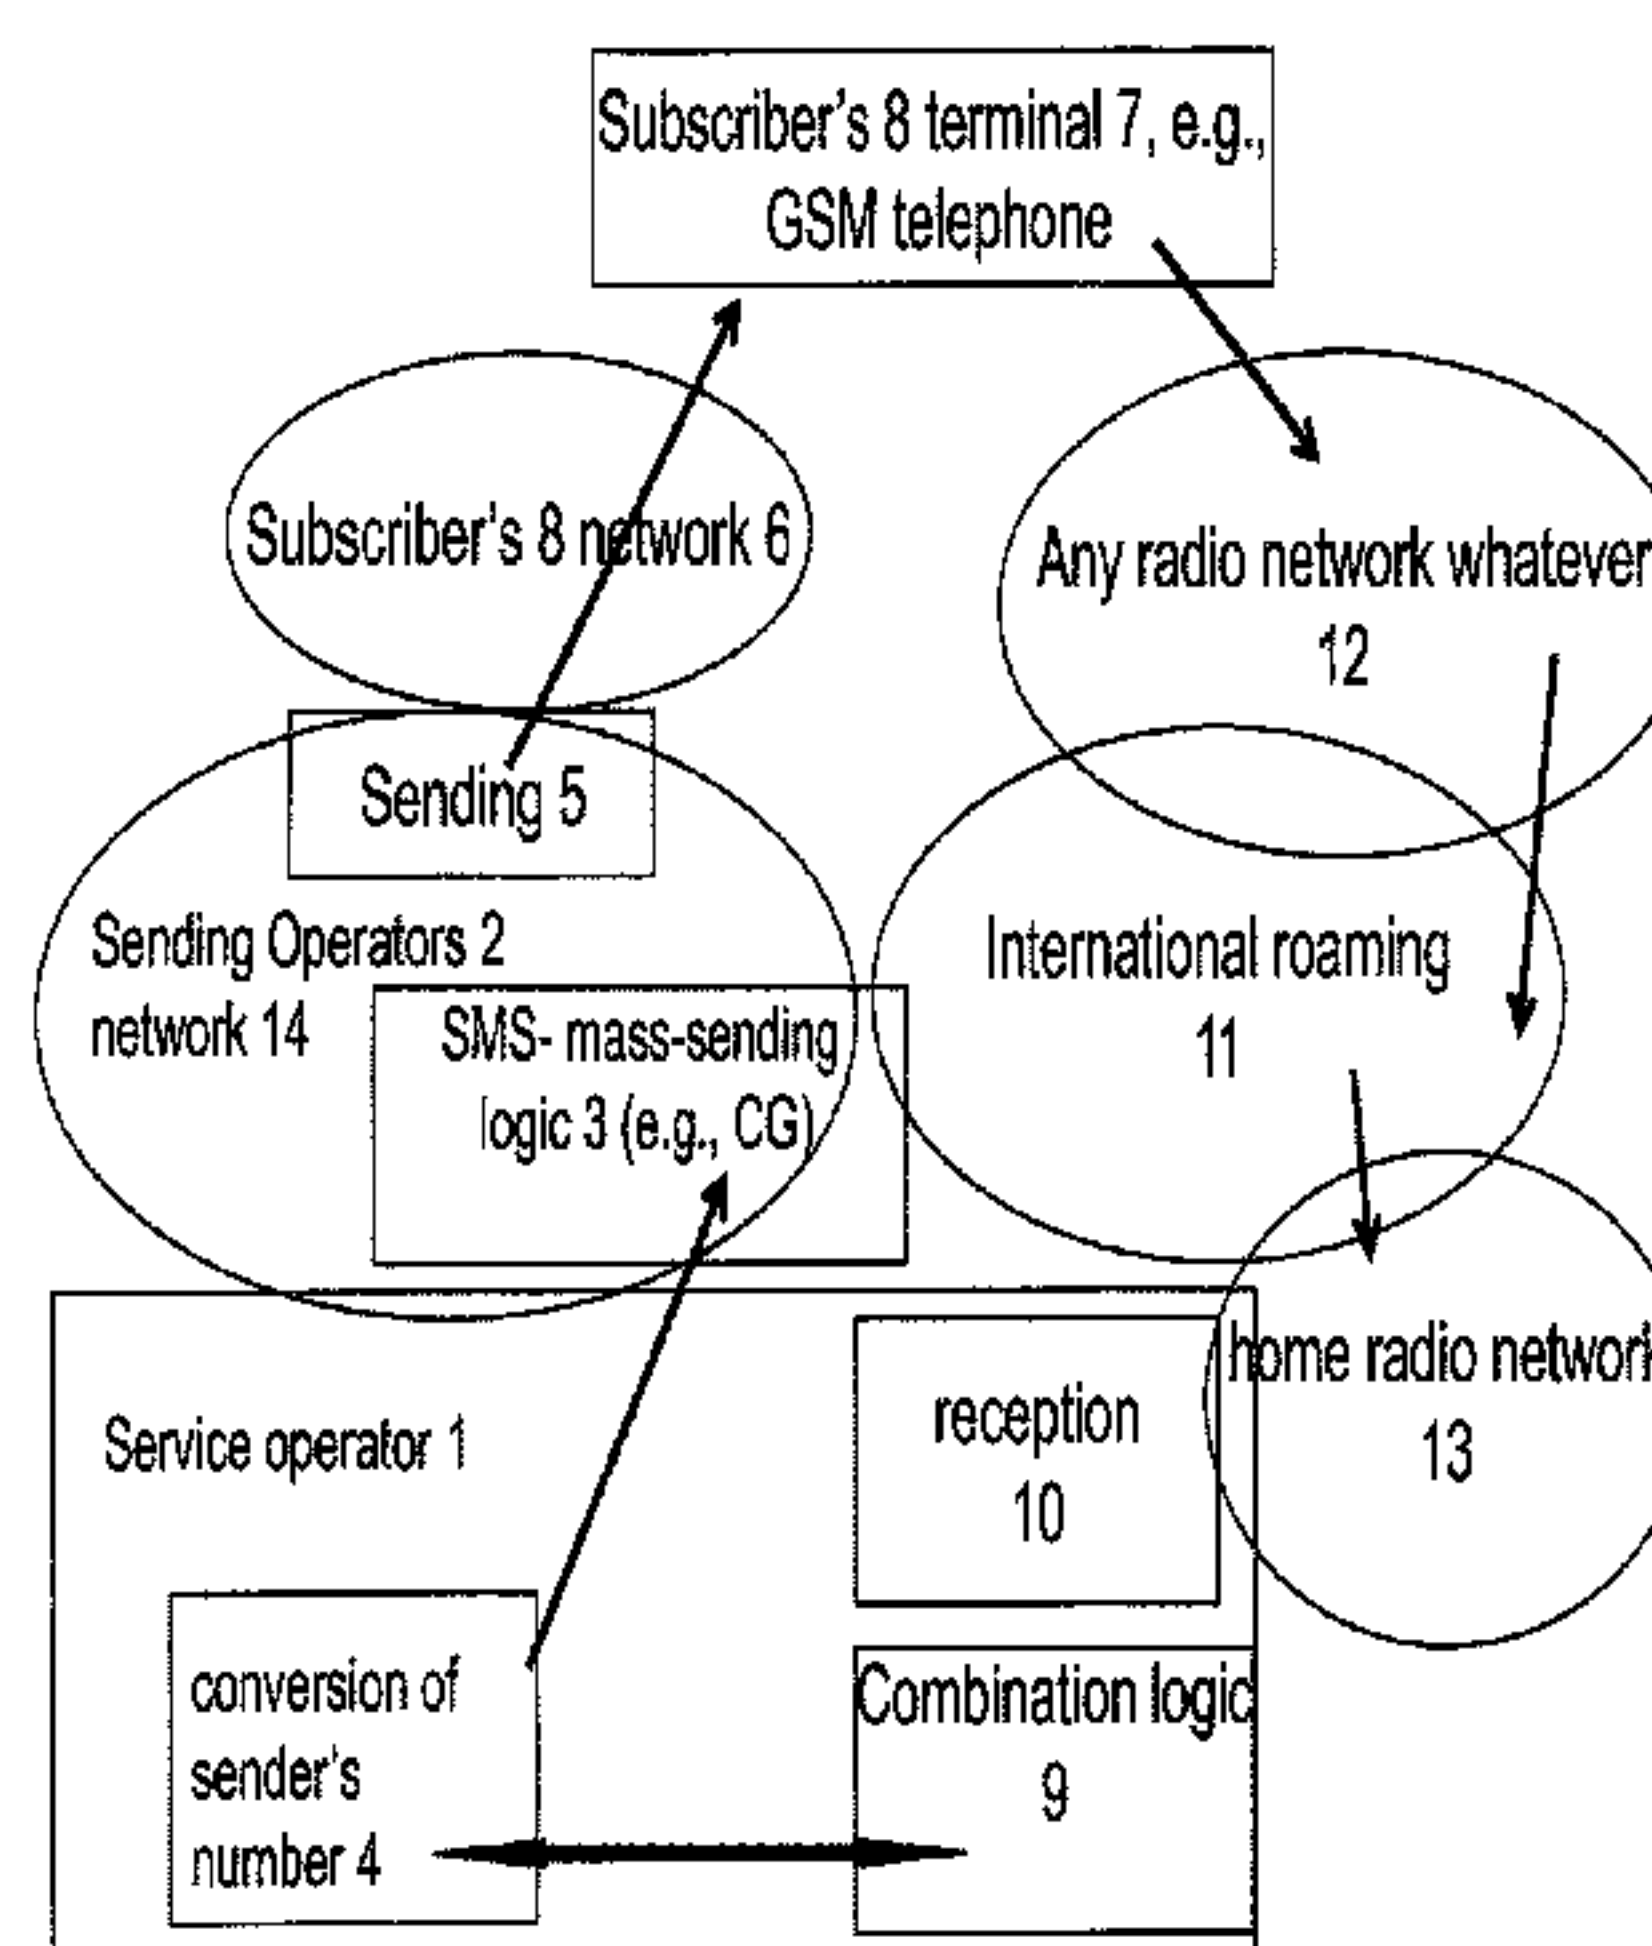 Subscriber's 8 terminal 7, e.g.,
GSM telephone
Subscriber's 8 network 6
Any radio network whatever
12
Sending 5
Sending Operators 2
network 14
International roaming
11
SMS- mass-sending
logic 3 (e.g., CG)
home radio network
13
Service operator 1
reception
10
conversion of
sender's
number 4
Combination logic
9